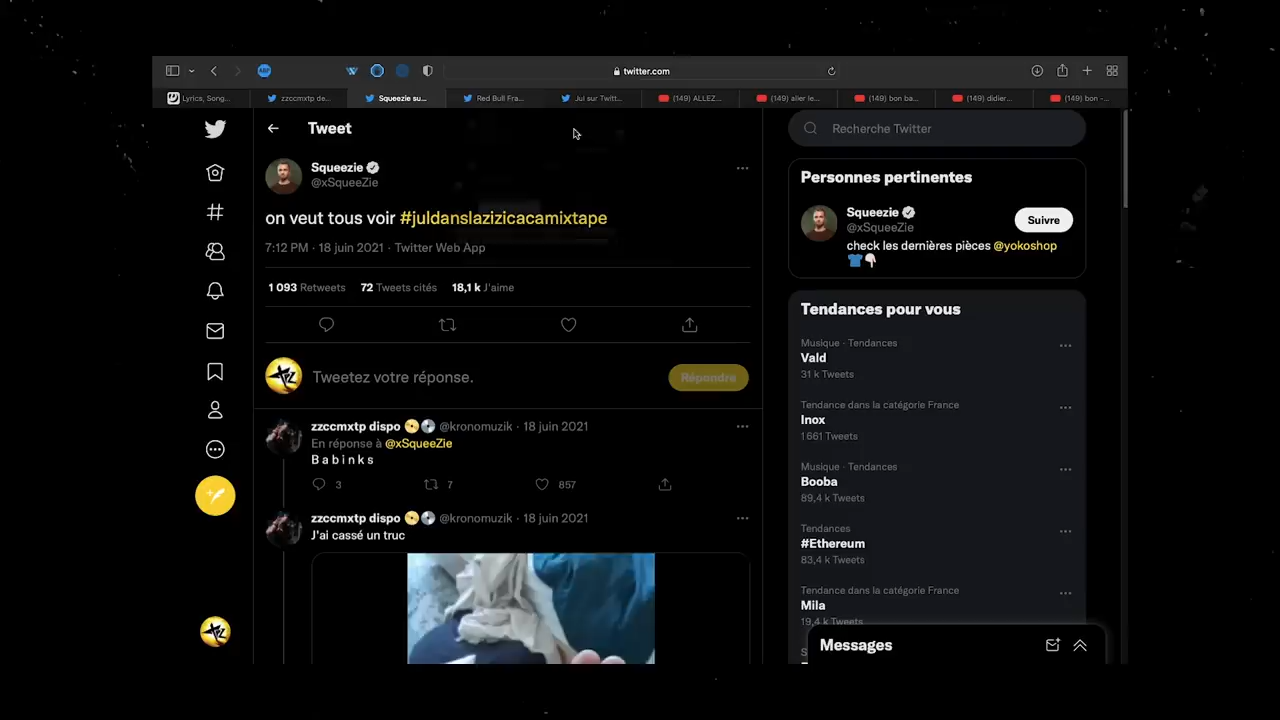 twitter.com
Lyrics, Song...
zzccmxtp de...
Squeezie su...
Red Bull Fra...
Jul sur Twitt...
(149) ALLEZ...
(149) aller le...
(149) bon ba...
(149) didier...
(149) bon -...
Tweet
Squeezie
@xSqueeZie
on veut tous voir #juldanslazizicacamixtape
7:12 PM · 18 juin 2021 · Twitter Web App
1 093 Retweets 72 Tweets cités 18,1 k J'aime
Tweetez votre réponse.
Répondre
zzccmxtp dispo @kronomuzik · 18 juin 2021
En réponse à @xSqueeZie
B a b i n k s
3 7 857
zzccmxtp dispo @kronomuzik · 18 juin 2021
J'ai cassé un truc
Recherche Twitter
Personnes pertinentes
Squeezie
@xSqueeZie
Suivre
check les dernières pièces @yokoshop
Tendances pour vous
Musique · Tendances
Vald
31 k Tweets
Tendance dans la catégorie France
Inox
1 661 Tweets
Musique · Tendances
Booba
89,4 k Tweets
Tendances
#Ethereum
83,4 k Tweets
Tendance dans la catégorie France
Mila
19,4 k Tweets
Messages